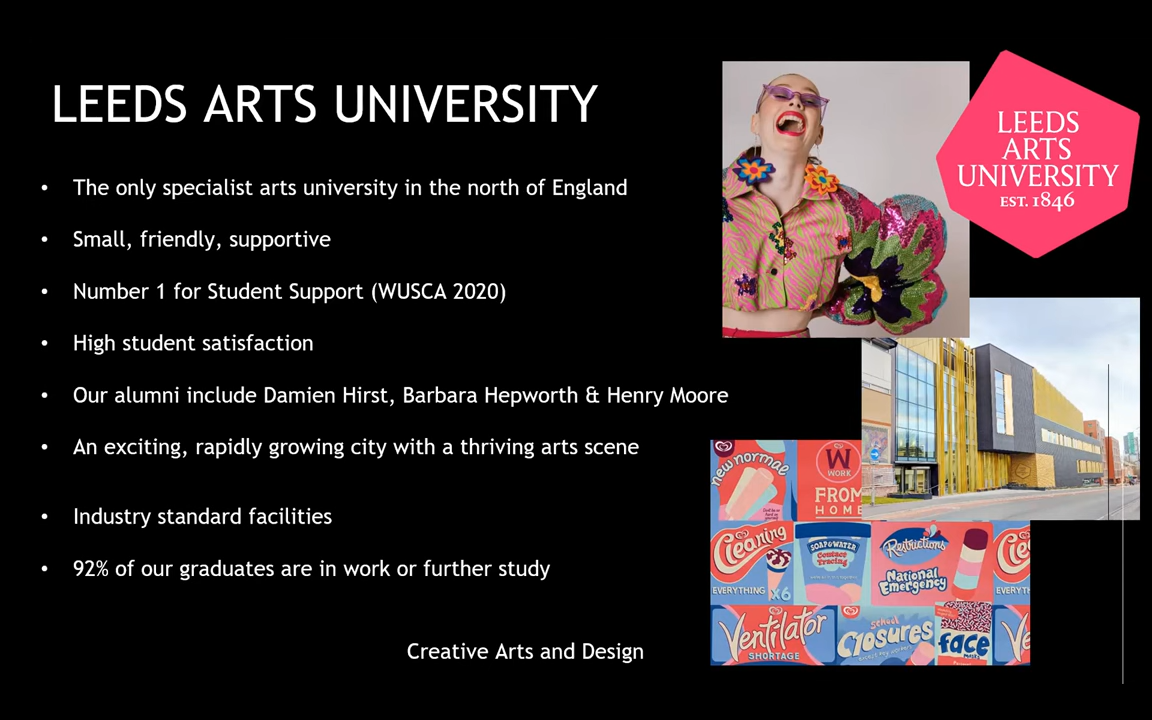 LEEDS ARTS UNIVERSITY
• The only specialist arts university in the north of England
• Small, friendly, supportive
• Number 1 for Student Support (WUSCA 2020)
• High student satisfaction
• Our alumni include Damien Hirst, Barbara Hepworth & Henry Moore
• An exciting, rapidly growing city with a thriving arts scene
• Industry standard facilities
• 92% of our graduates are in work or further study
Creative Arts and Design
LEEDS
ARTS
UNIVERSITY
EST. 1846
new normal
W
WORK
FROM
HOME
Cleaning
EVERYTHING x6
SOAP & WATER
Contact
Tracing
Restrictions
National
Emergency
Ce
EVERYTH
Ventilator
SHORTAGE
school
Closures
face
masks
Ve